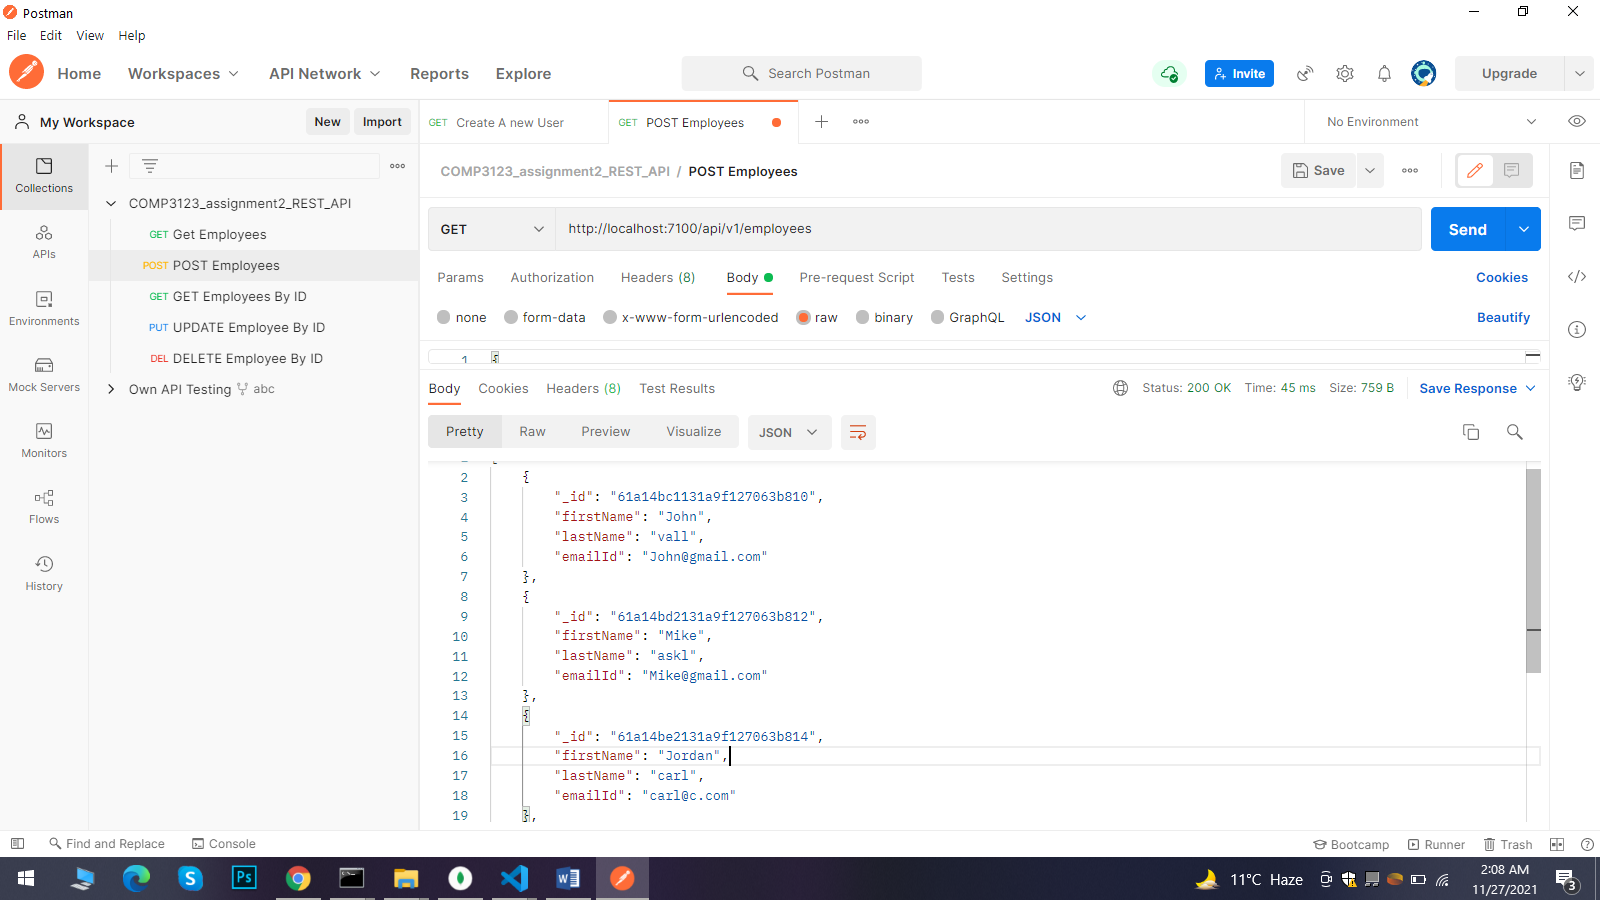 Postman
File Edit View Help
Home Workspaces API Network Reports Explore Search Postman Invite Upgrade
My Workspace New Import GET Create A new User GET POST Employees No Environment
Collections
APIs
Environments
Mock Servers
Monitors
Flows
History
COMP3123_assignment2_REST_API
GET Get Employees
POST POST Employees
GET GET Employees By ID
PUT UPDATE Employee By ID
DEL DELETE Employee By ID
Own API Testing abc
COMP3123_assignment2_REST_API / POST Employees Save
GET http://localhost:7100/api/v1/employees Send
Params Authorization Headers (8) Body Pre-request Script Tests Settings Cookies
none form-data x-www-form-urlencoded raw binary GraphQL JSON Beautify
1 {
Body Cookies Headers (8) Test Results Status: 200 OK Time: 45 ms Size: 759 B Save Response
Pretty Raw Preview Visualize JSON
2 {
3 "_id": "61a14bc1131a9f127063b810",
4 "firstName": "John",
5 "lastName": "vall",
6 "emailId": "John@gmail.com"
7 },
8 {
9 "_id": "61a14bd2131a9f127063b812",
10 "firstName": "Mike",
11 "lastName": "askl",
12 "emailId": "Mike@gmail.com"
13 },
14 {
15 "_id": "61a14be2131a9f127063b814",
16 "firstName": "Jordan",
17 "lastName": "carl",
18 "emailId": "carl@c.com"
19 },
Find and Replace Console Bootcamp Runner Trash
S Ps W 11°C Haze 2:08 AM
11/27/2021 3